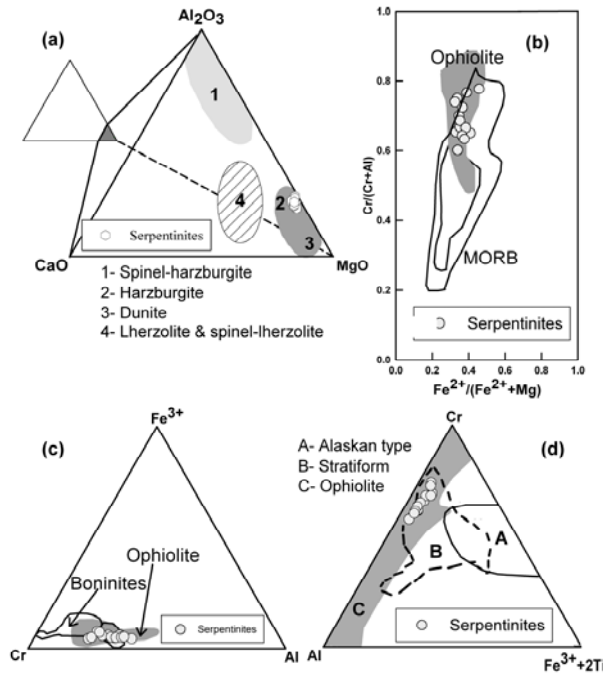 (a)
Al₂O₃
1
4
2
3
Serpentinites
CaO
MgO
1- Spinel-harzburgite
2- Harzburgite
3- Dunite
4- Lherzolite & spinel-lherzolite
(b)
Ophiolite
MORB
Serpentinites
Cr/(Cr+Al)
1.0
0.8
0.6
0.4
0.2
0.0
0.0 0.2 0.4 0.6 0.8 1.0
Fe²⁺/(Fe²⁺+Mg)
(c)
Fe³⁺
Ophiolite
Boninites
Serpentinites
Cr
Al
(d)
Cr
A- Alaskan type
B- Stratiform
C- Ophiolite
A
B
C
Serpentinites
Al
Fe³⁺+2Ti